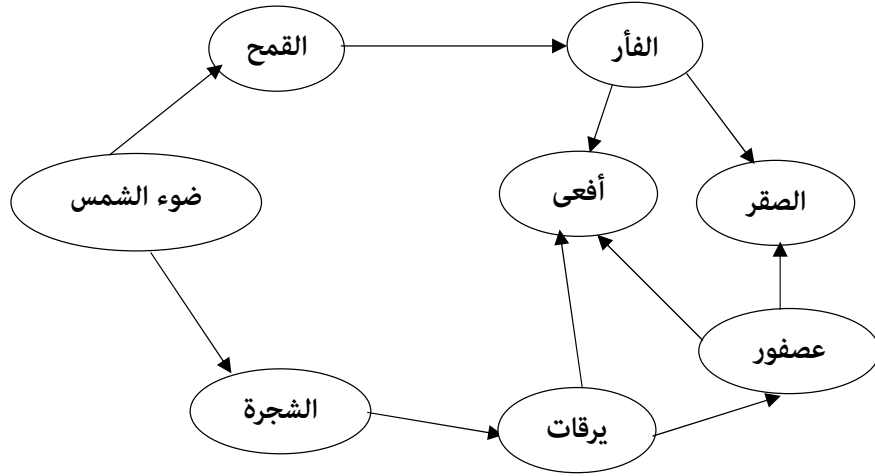 القمح
الفأر
ضوء الشمس
أفعى
الصقر
عصفور
الشجرة
يرقات